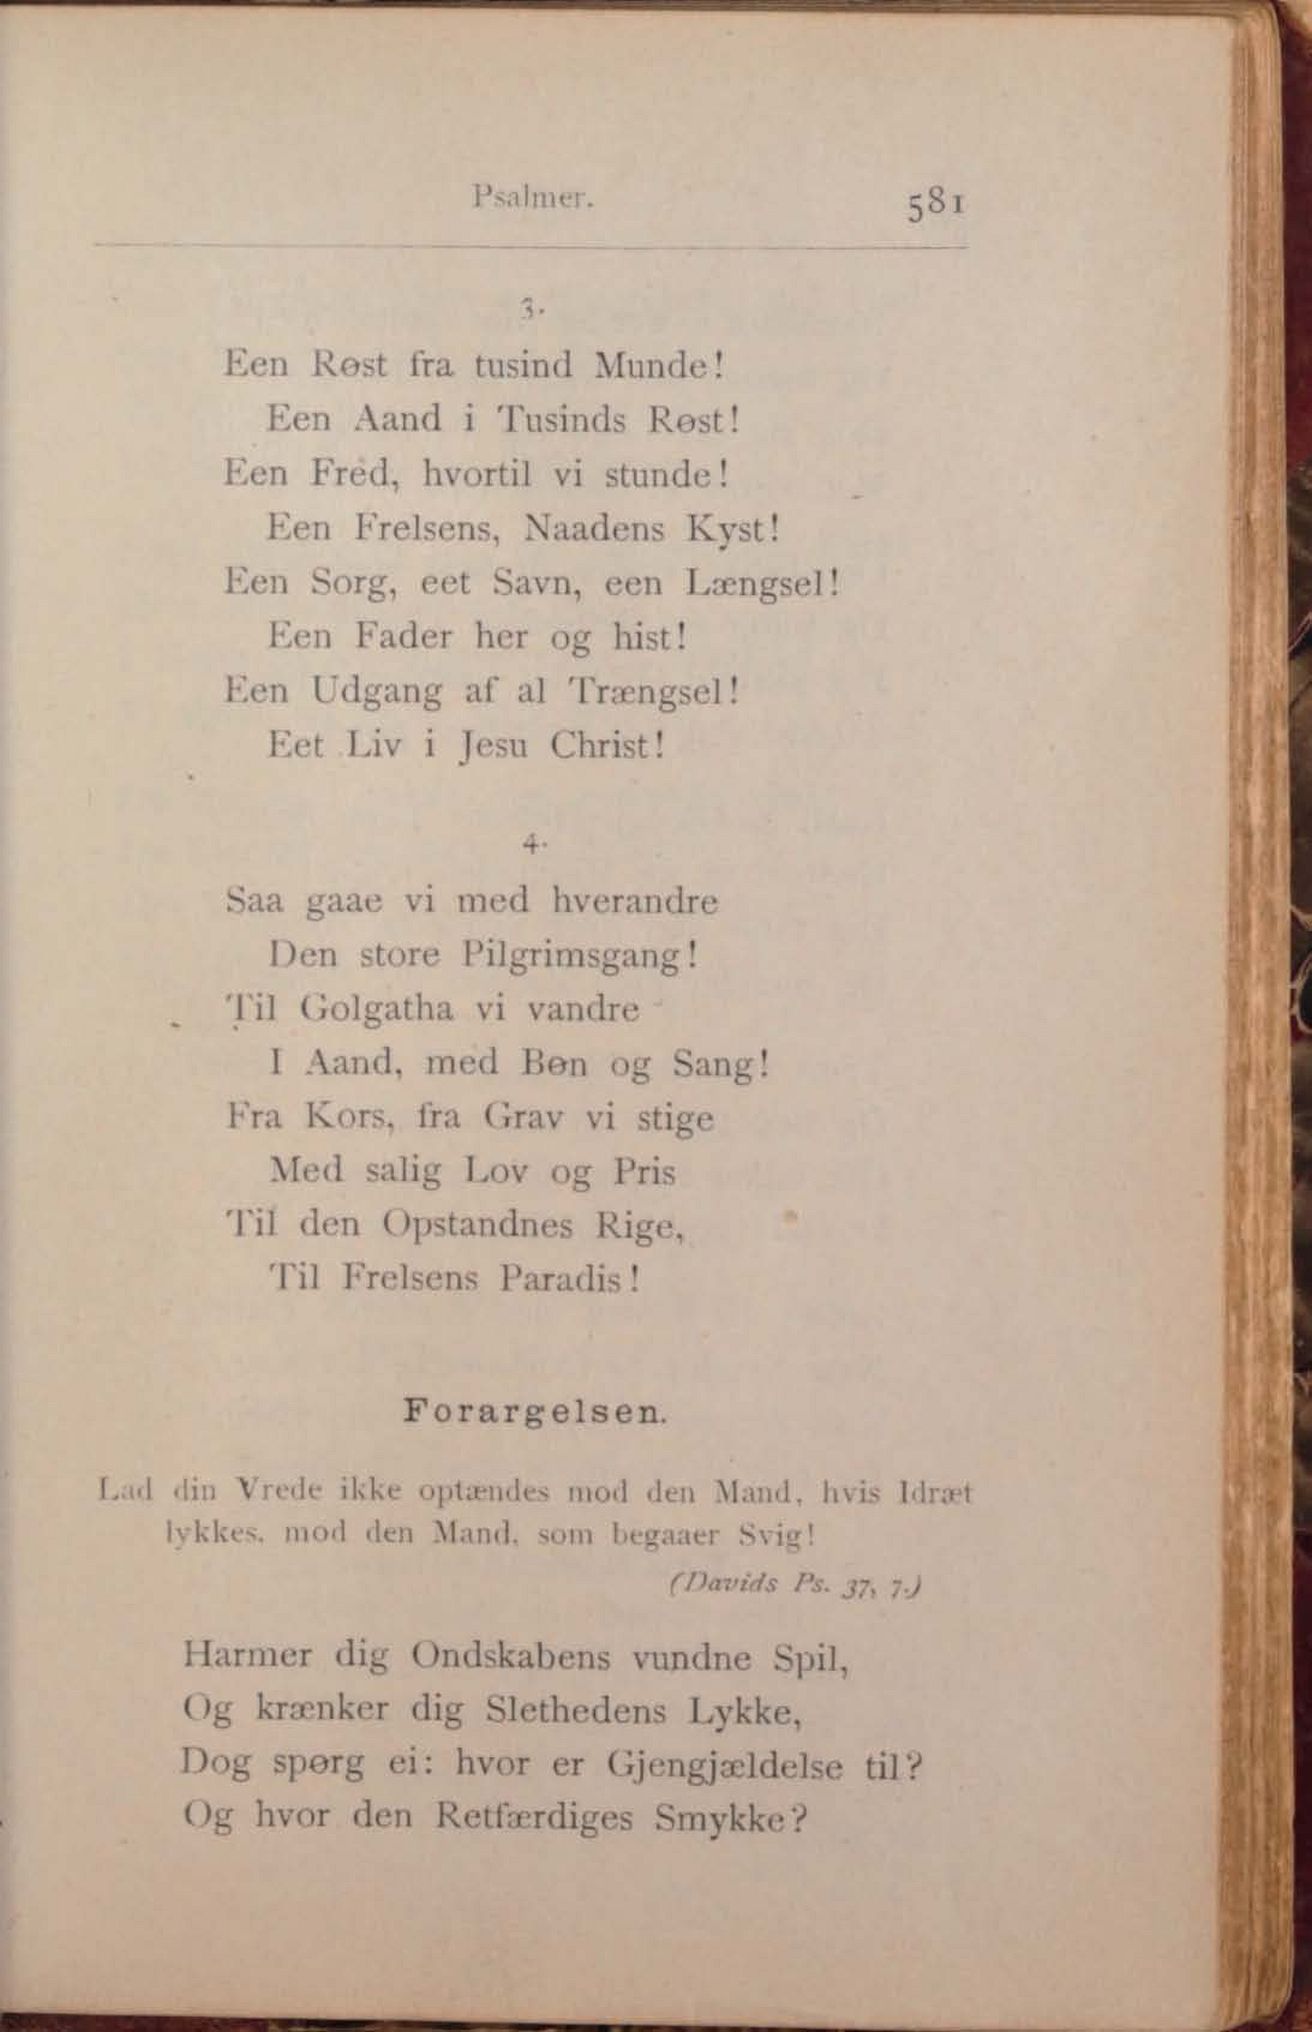 Psalmer. 581
3.
Een Røst fra tusind Munde!
Een Aand i Tusinds Røst!
Een Fred, hvortil vi stunde!
Een Frelsens, Naadens Kyst!
Een Sorg, eet Savn, een Længsel!
Een Fader her og hist!
Een Udgang af al Trængsel!
Eet Liv i Jesu Christ!
4.
Saa gaae vi med hverandre
Den store Pilgrimsgang!
Til Golgatha vi vandre
I Aand, med Bøn og Sang!
Fra Kors, fra Grav vi stige
Med salig Lov og Pris
Til den Opstandnes Rige,
Til Frelsens Paradis!
Forargelsen.
Lad din Vrede ikke optændes mod den Mand, hvis Idræt
lykkes, mod den Mand, som begaaer Svig!
(Davids Ps. 37, 7.)
Harmer dig Ondskabens vundne Spil,
Og krænker dig Slethedens Lykke,
Dog spørg ei: hvor er Gjengjældelse til?
Og hvor den Retfærdiges Smykke?